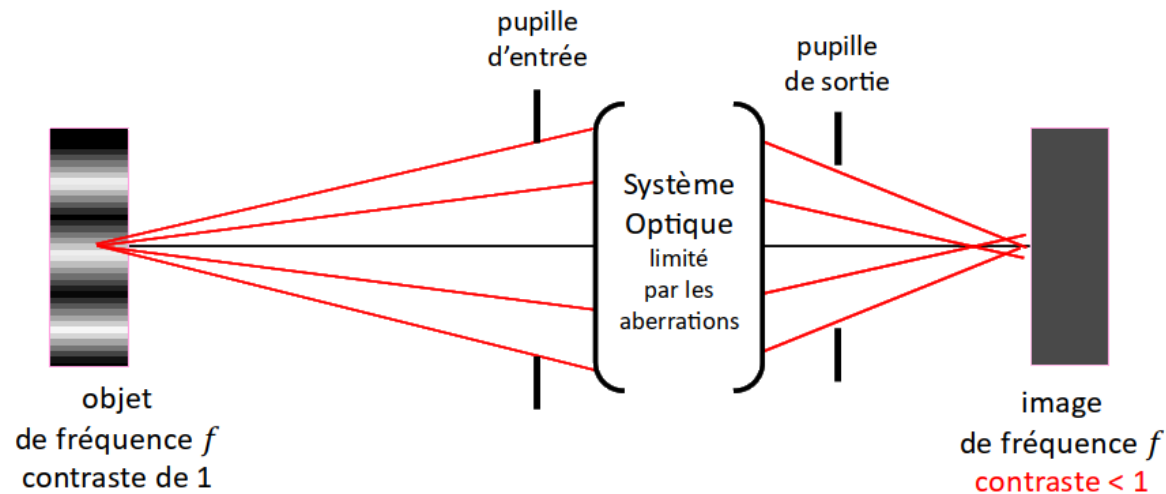 pupille
d’entrée
pupille
de sortie
Système
Optique
limité
par les
aberrations
objet
de fréquence f
contraste de 1
image
de fréquence f
contraste < 1